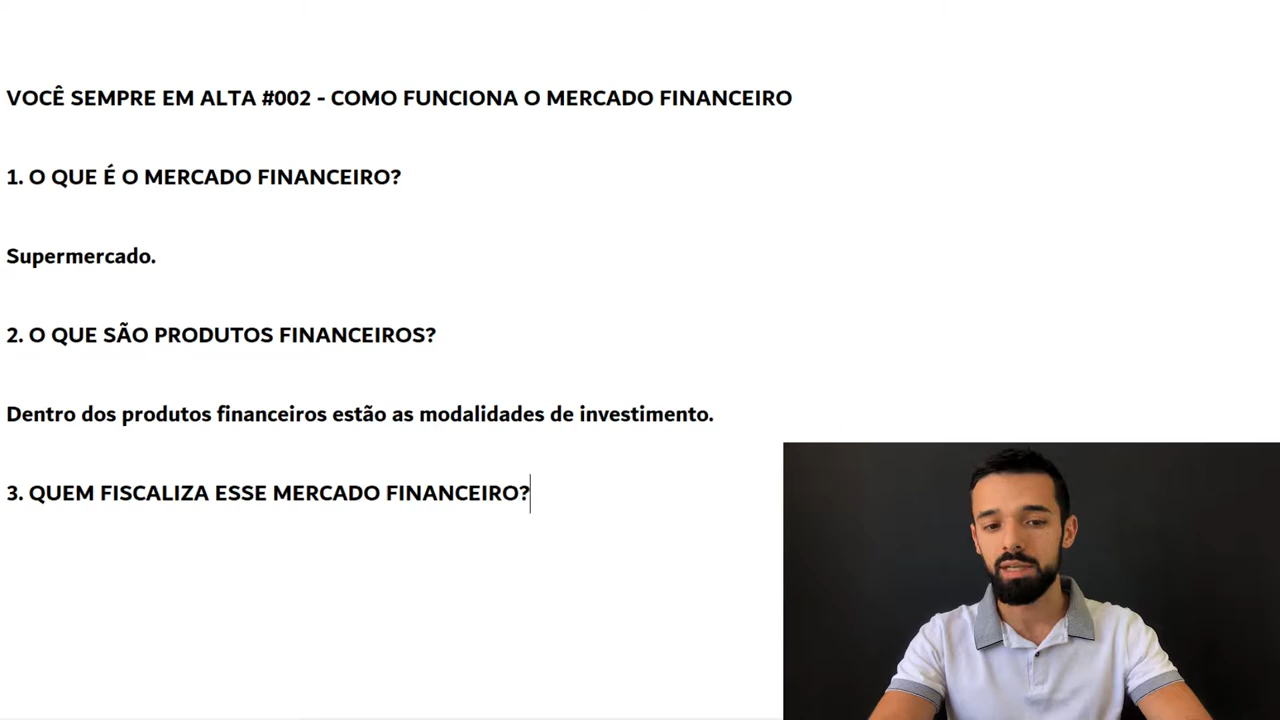 VOCÊ SEMPRE EM ALTA #002 - COMO FUNCIONA O MERCADO FINANCEIRO
1. O QUE É O MERCADO FINANCEIRO?
Supermercado.
2. O QUE SÃO PRODUTOS FINANCEIROS?
Dentro dos produtos financeiros estão as modalidades de investimento.
3. QUEM FISCALIZA ESSE MERCADO FINANCEIRO?